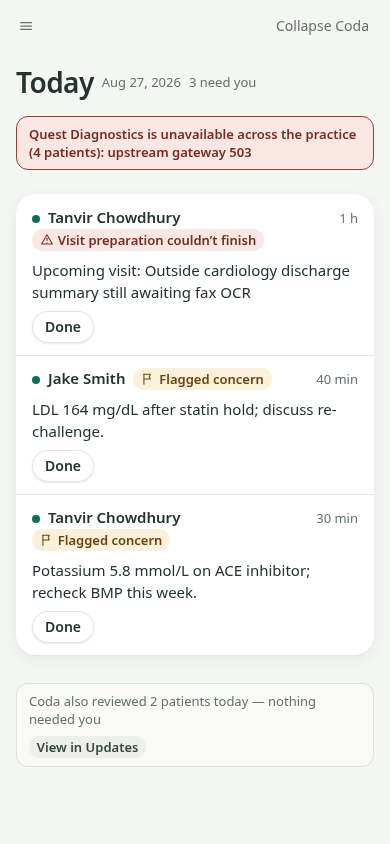 Collapse Coda
Today Aug 27, 2026 3 need you
Quest Diagnostics is unavailable across the practice
(4 patients): upstream gateway 503
Tanvir Chowdhury 1 h
Visit preparation couldn’t finish
Upcoming visit: Outside cardiology discharge
summary still awaiting fax OCR
Done
Jake Smith Flagged concern 40 min
LDL 164 mg/dL after statin hold; discuss re-
challenge.
Done
Tanvir Chowdhury 30 min
Flagged concern
Potassium 5.8 mmol/L on ACE inhibitor;
recheck BMP this week.
Done
Coda also reviewed 2 patients today — nothing
needed you
View in Updates